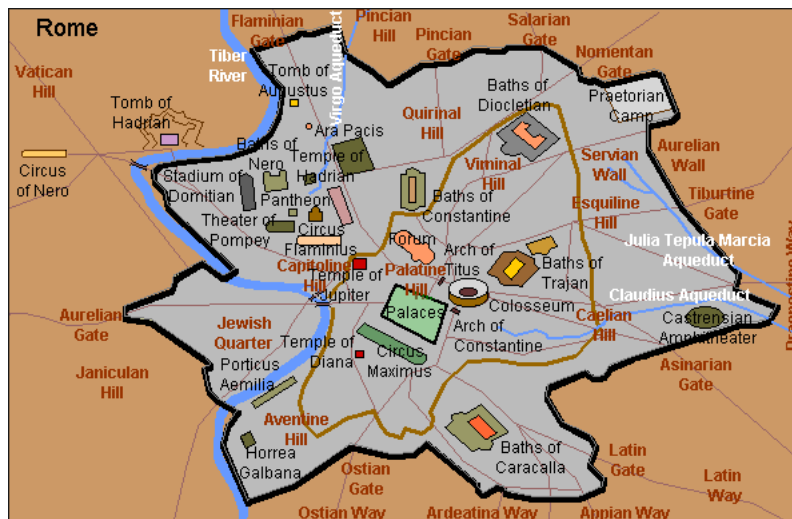 Rome
Flaminian
Gate
Pincian
Hill
Pincian
Gate
Salarian
Gate
Nomentan
Gate
Tiber
River
Virgo Aqueduct
Vatican
Hill
Tomb of
Augustus
Tomb of
Hadrian
Ara Pacis
Quirinal
Hill
Baths of
Diocletian
Praetorian
Camp
Circus
of Nero
Baths of
Nero
Temple of
Hadrian
Stadium of
Domitian
Pantheon
Viminal
Hill
Servian
Wall
Aurelian
Wall
Theater of
Pompey
Circus
Flaminius
Baths of
Constantine
Esquiline
Hill
Tiburtine
Gate
Forum
Arch of
Titus
Julia Tepula Marcia
Aqueduct
Capitoline
Hill
Temple of
Jupiter
Palatine
Hill
Baths of
Trajan
Claudius Aqueduct
Praenestine Way
Palaces
Colosseum
Caelian
Hill
Castrensian
Amphitheater
Aurelian
Gate
Jewish
Quarter
Temple of
Diana
Circus
Maximus
Arch of
Constantine
Janiculan
Hill
Porticus
Aemilia
Asinarian
Gate
Aventine
Hill
Horrea
Galbana
Baths of
Caracalla
Ostian
Gate
Latin
Gate
Latin
Way
Ostian Way
Ardeatina Way
Appian Way